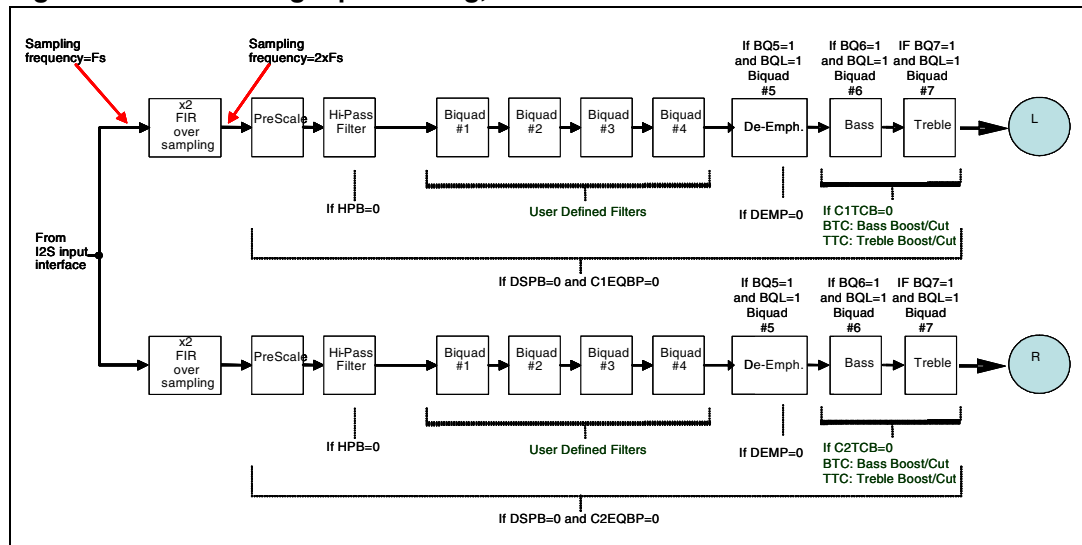 Sampling
frequency=Fs
Sampling
frequency=2xFs
If BQ5=1
and BQL=1
Biquad
#5
If BQ6=1
and BQL=1
Biquad
#6
IF BQ7=1
and BQL=1
Biquad
#7
x2
FIR
over
sampling
PreScale
Hi-Pass
Filter
Biquad
#1
Biquad
#2
Biquad
#3
Biquad
#4
De-Emph.
Bass
Treble
L
If HPB=0
User Defined Filters
If DEMP=0
If C1TCB=0
BTC: Bass Boost/Cut
TTC: Treble Boost/Cut
From
I2S input
interface
If DSPB=0 and C1EQBP=0
If BQ5=1
and BQL=1
Biquad
#5
If BQ6=1
and BQL=1
Biquad
#6
IF BQ7=1
and BQL=1
Biquad
#7
x2
FIR
over
sampling
PreScale
Hi-Pass
Filter
Biquad
#1
Biquad
#2
Biquad
#3
Biquad
#4
De-Emph.
Bass
Treble
R
If HPB=0
User Defined Filters
If DEMP=0
If C2TCB=0
BTC: Bass Boost/Cut
TTC: Treble Boost/Cut
If DSPB=0 and C2EQBP=0